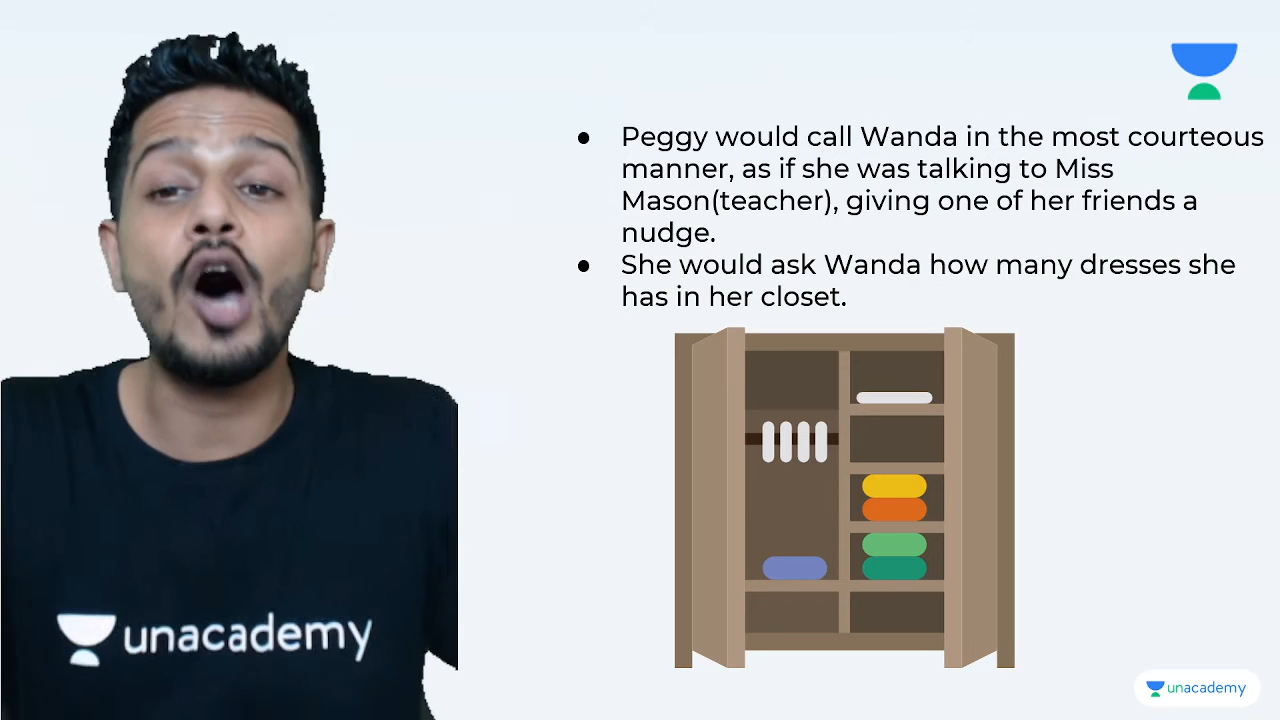 ● Peggy would call Wanda in the most courteous
manner, as if she was talking to Miss
Mason(teacher), giving one of her friends a
nudge.
● She would ask Wanda how many dresses she
has in her closet.
unacademy
unacademy